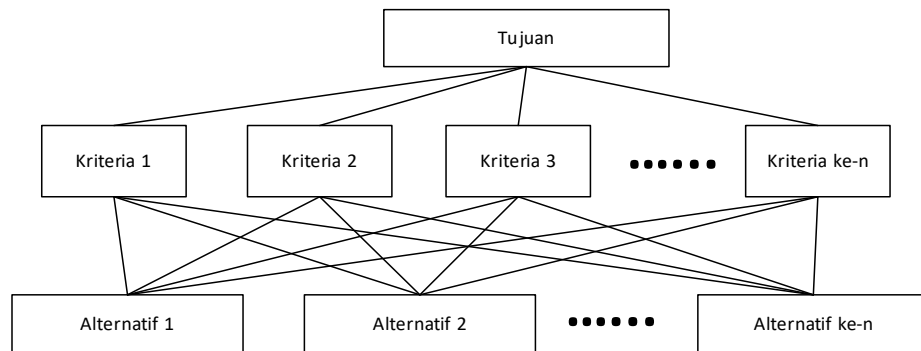 Tujuan
Kriteria 1
Kriteria 2
Kriteria 3
Kriteria ke-n
Alternatif 1
Alternatif 2
Alternatif ke-n